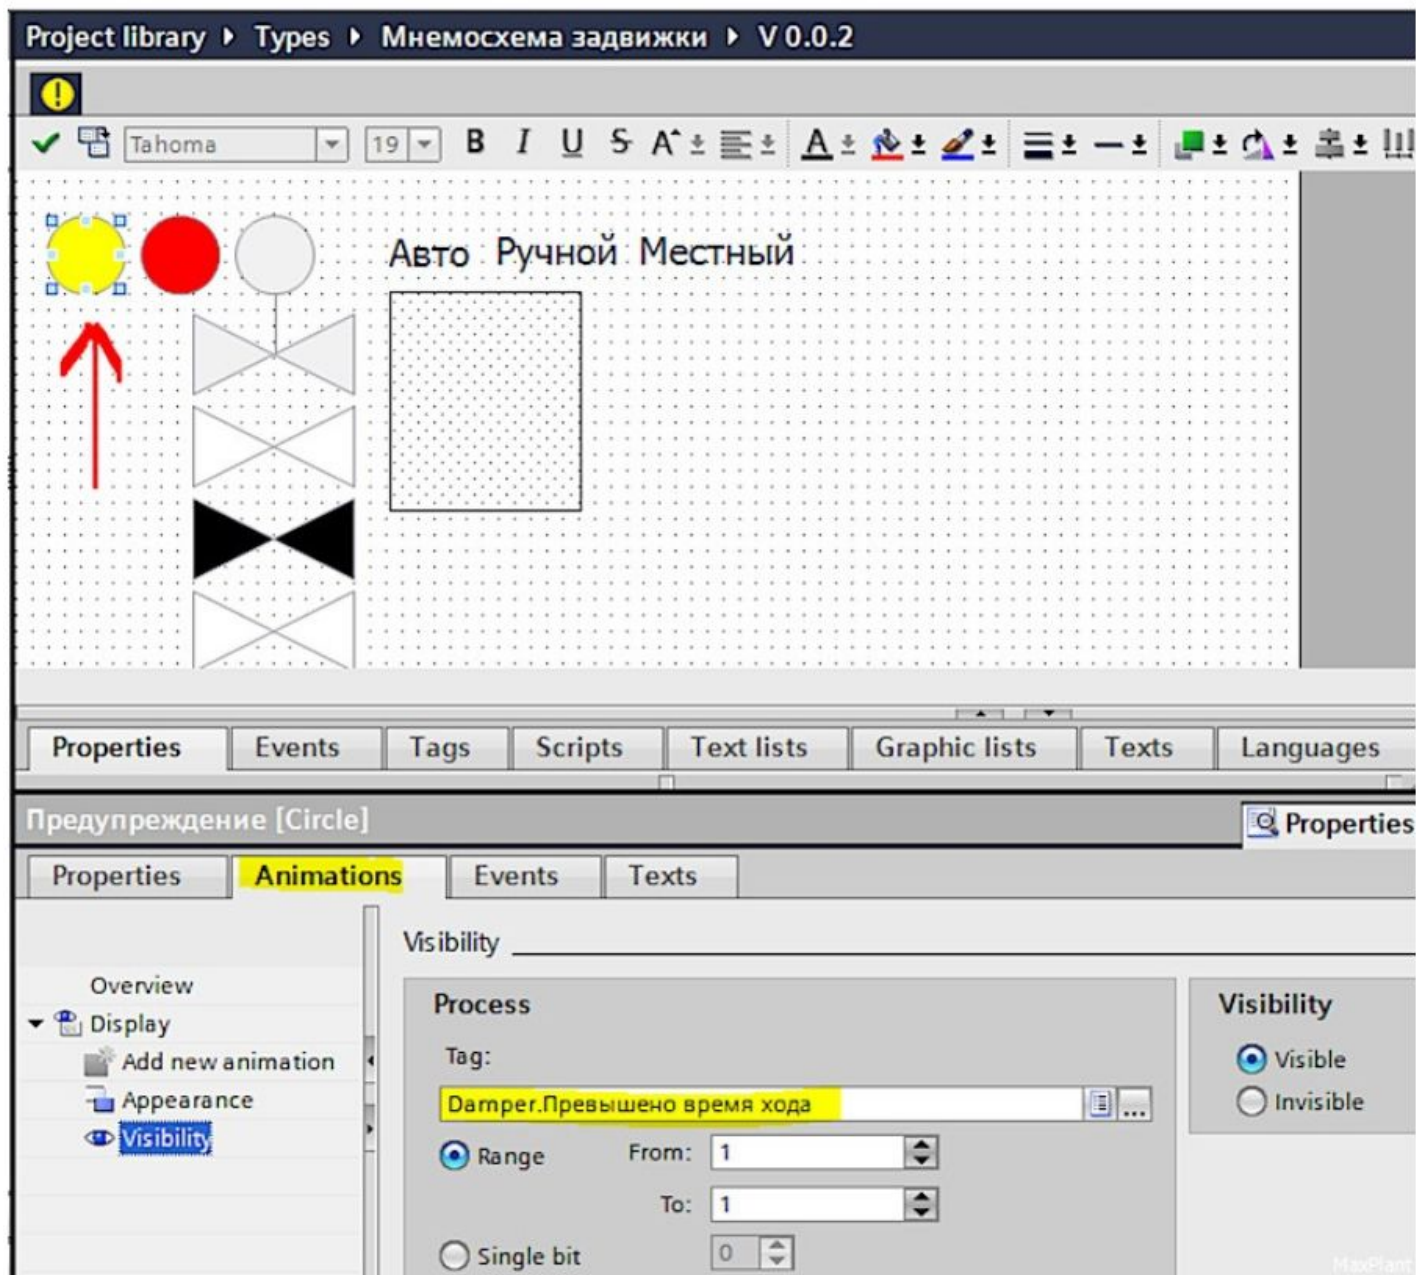 Project library ▶ Types ▶ Мнемосхема задвижки ▶ V 0.0.2
Tahoma 19 B I U S A A
Авто Ручной Местный
Properties Events Tags Scripts Text lists Graphic lists Texts Languages
Предупреждение [Circle] Properties
Properties Animations Events Texts
Visibility
Overview
Display
Add new animation
Appearance
Visibility
Process
Tag:
Damper.Превышено время хода
Range From: 1
To: 1
Single bit 0
Visibility
Visible
Invisible
MaxPlant